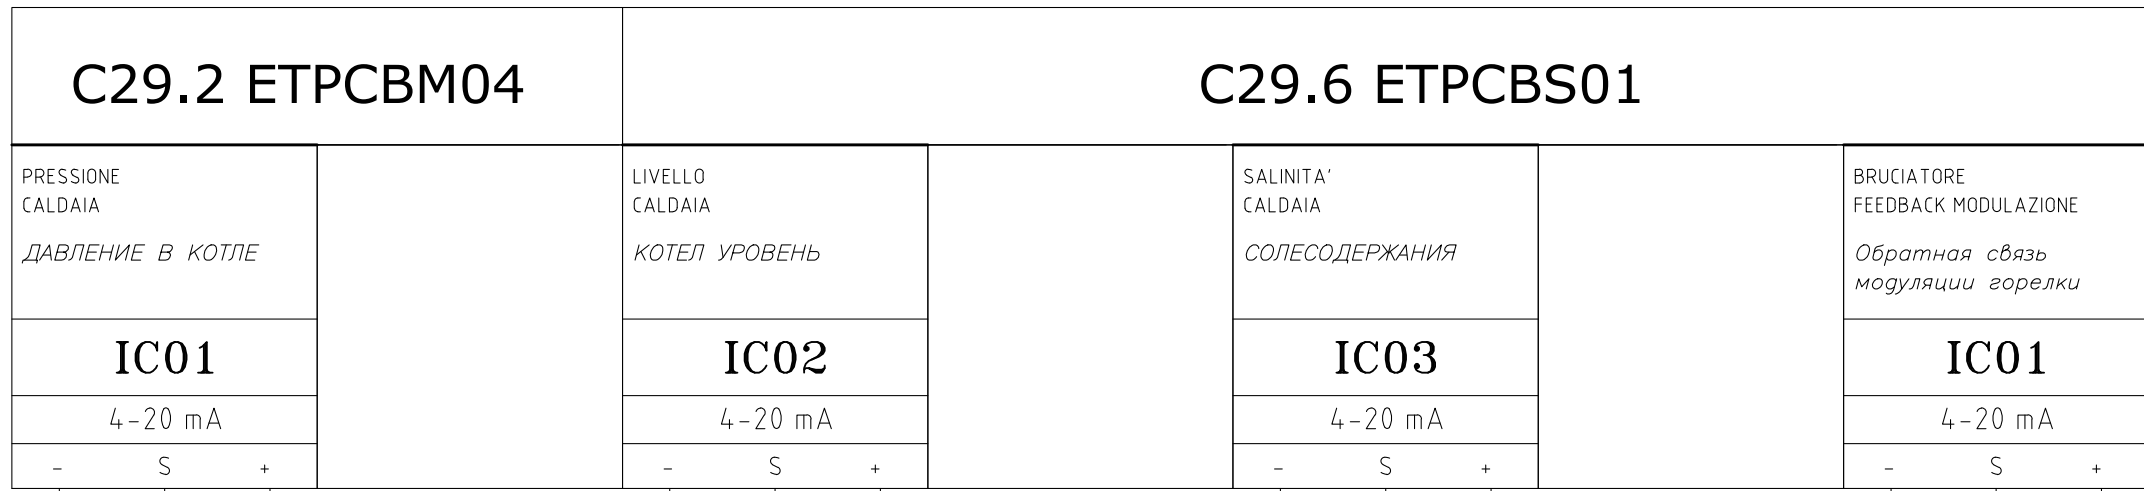 C29.2 ETPCBM04
C29.6 ETPCBS01
PRESSIONE
CALDAIA
ДАВЛЕНИЕ В КОТЛЕ
IC01
4-20 mA
- S +
LIVELLO
CALDAIA
КОТЕЛ УРОВЕНЬ
IC02
4-20 mA
- S +
SALINITA'
CALDAIA
СОЛЕСОДЕРЖАНИЯ
IC03
4-20 mA
- S +
BRUCIATORE
FEEDBACK MODULAZIONE
Обратная связь
модуляции горелки
IC01
4-20 mA
- S +